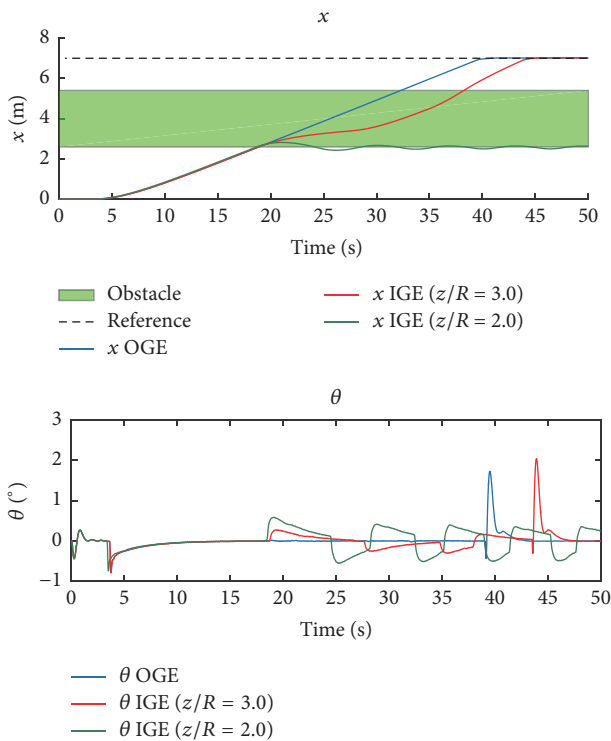 x
8
6
4
2
0
x (m)
0 5 10 15 20 25 30 35 40 45 50
Time (s)
Obstacle
Reference
x OGE
x IGE (z/R = 3.0)
x IGE (z/R = 2.0)
θ
3
2
1
0
−1
θ (°)
0 5 10 15 20 25 30 35 40 45 50
Time (s)
θ OGE
θ IGE (z/R = 3.0)
θ IGE (z/R = 2.0)